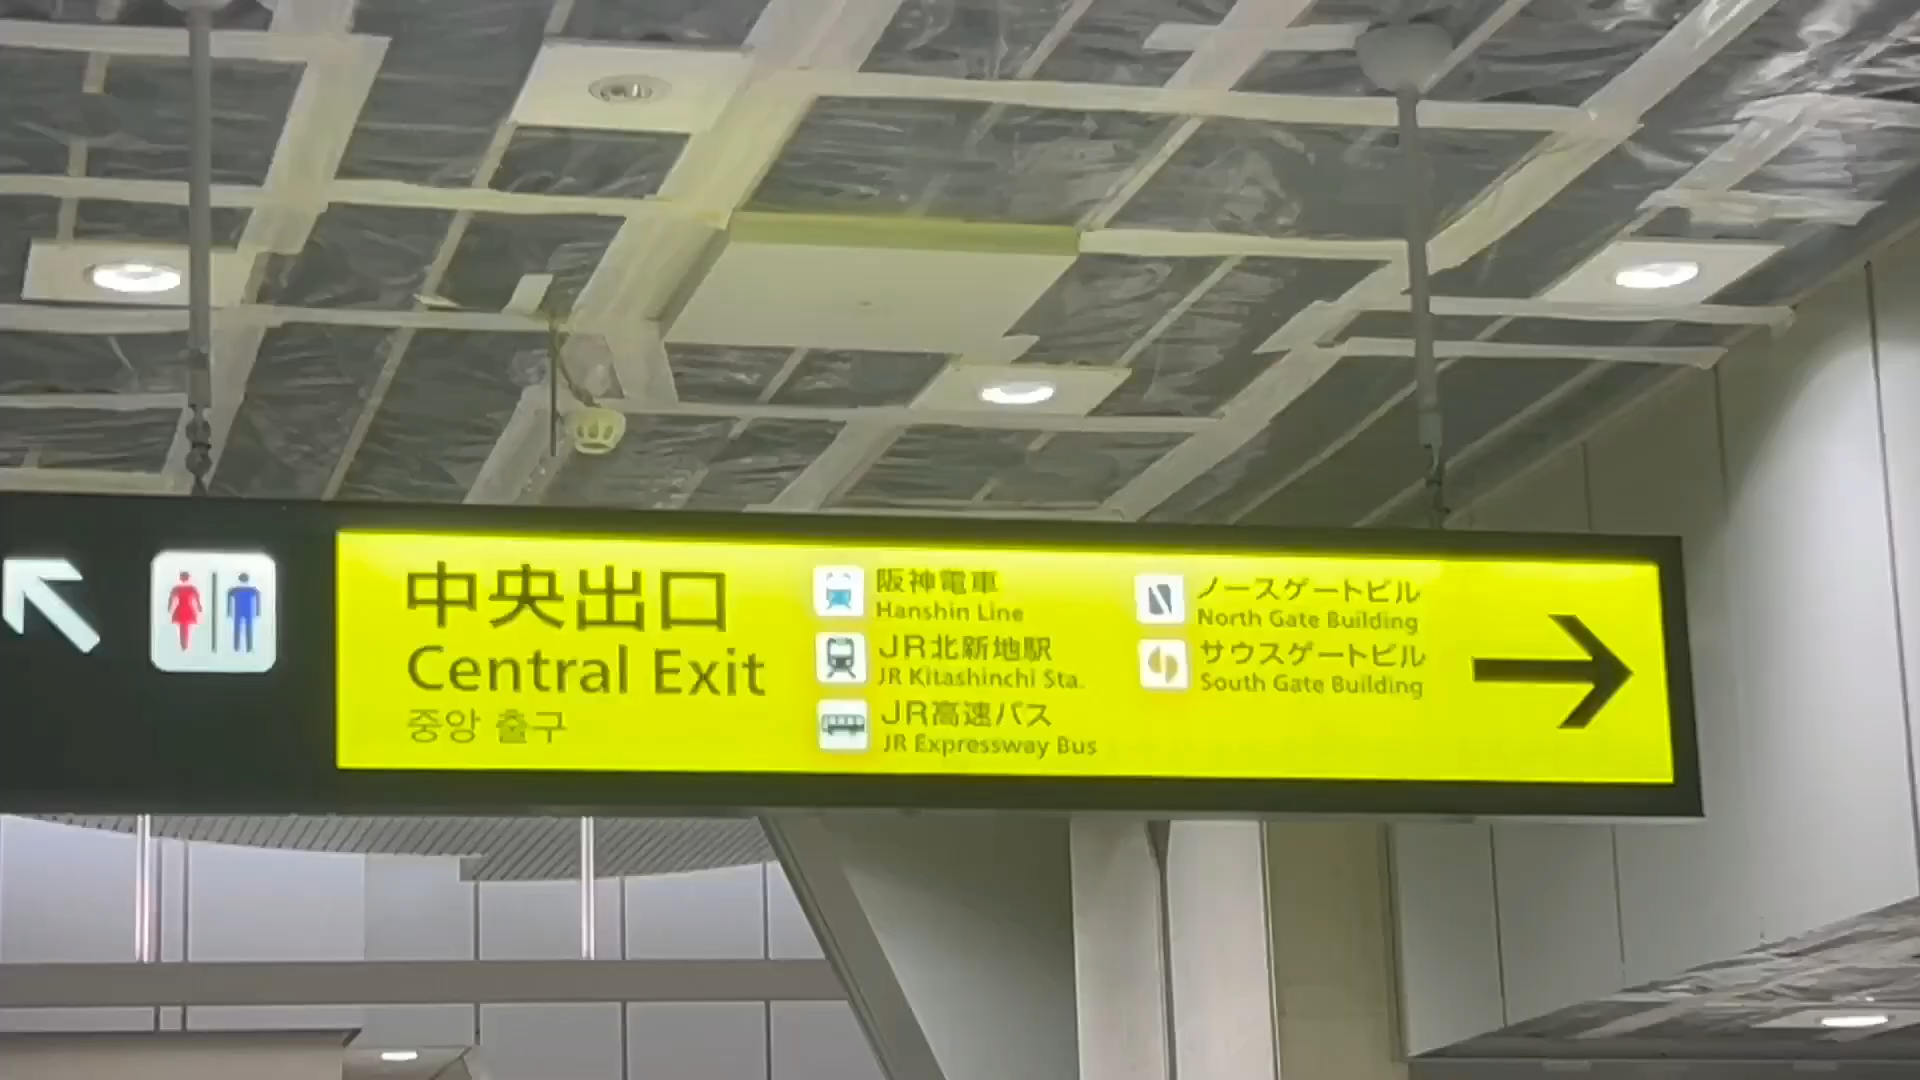 中央出口
Central Exit
중앙 출구
阪神電車
Hanshin Line
JR北新地駅
JR Kitashinchi Sta.
JR高速バス
JR Expressway Bus
ノースゲートビル
North Gate Building
サウスゲートビル
South Gate Building